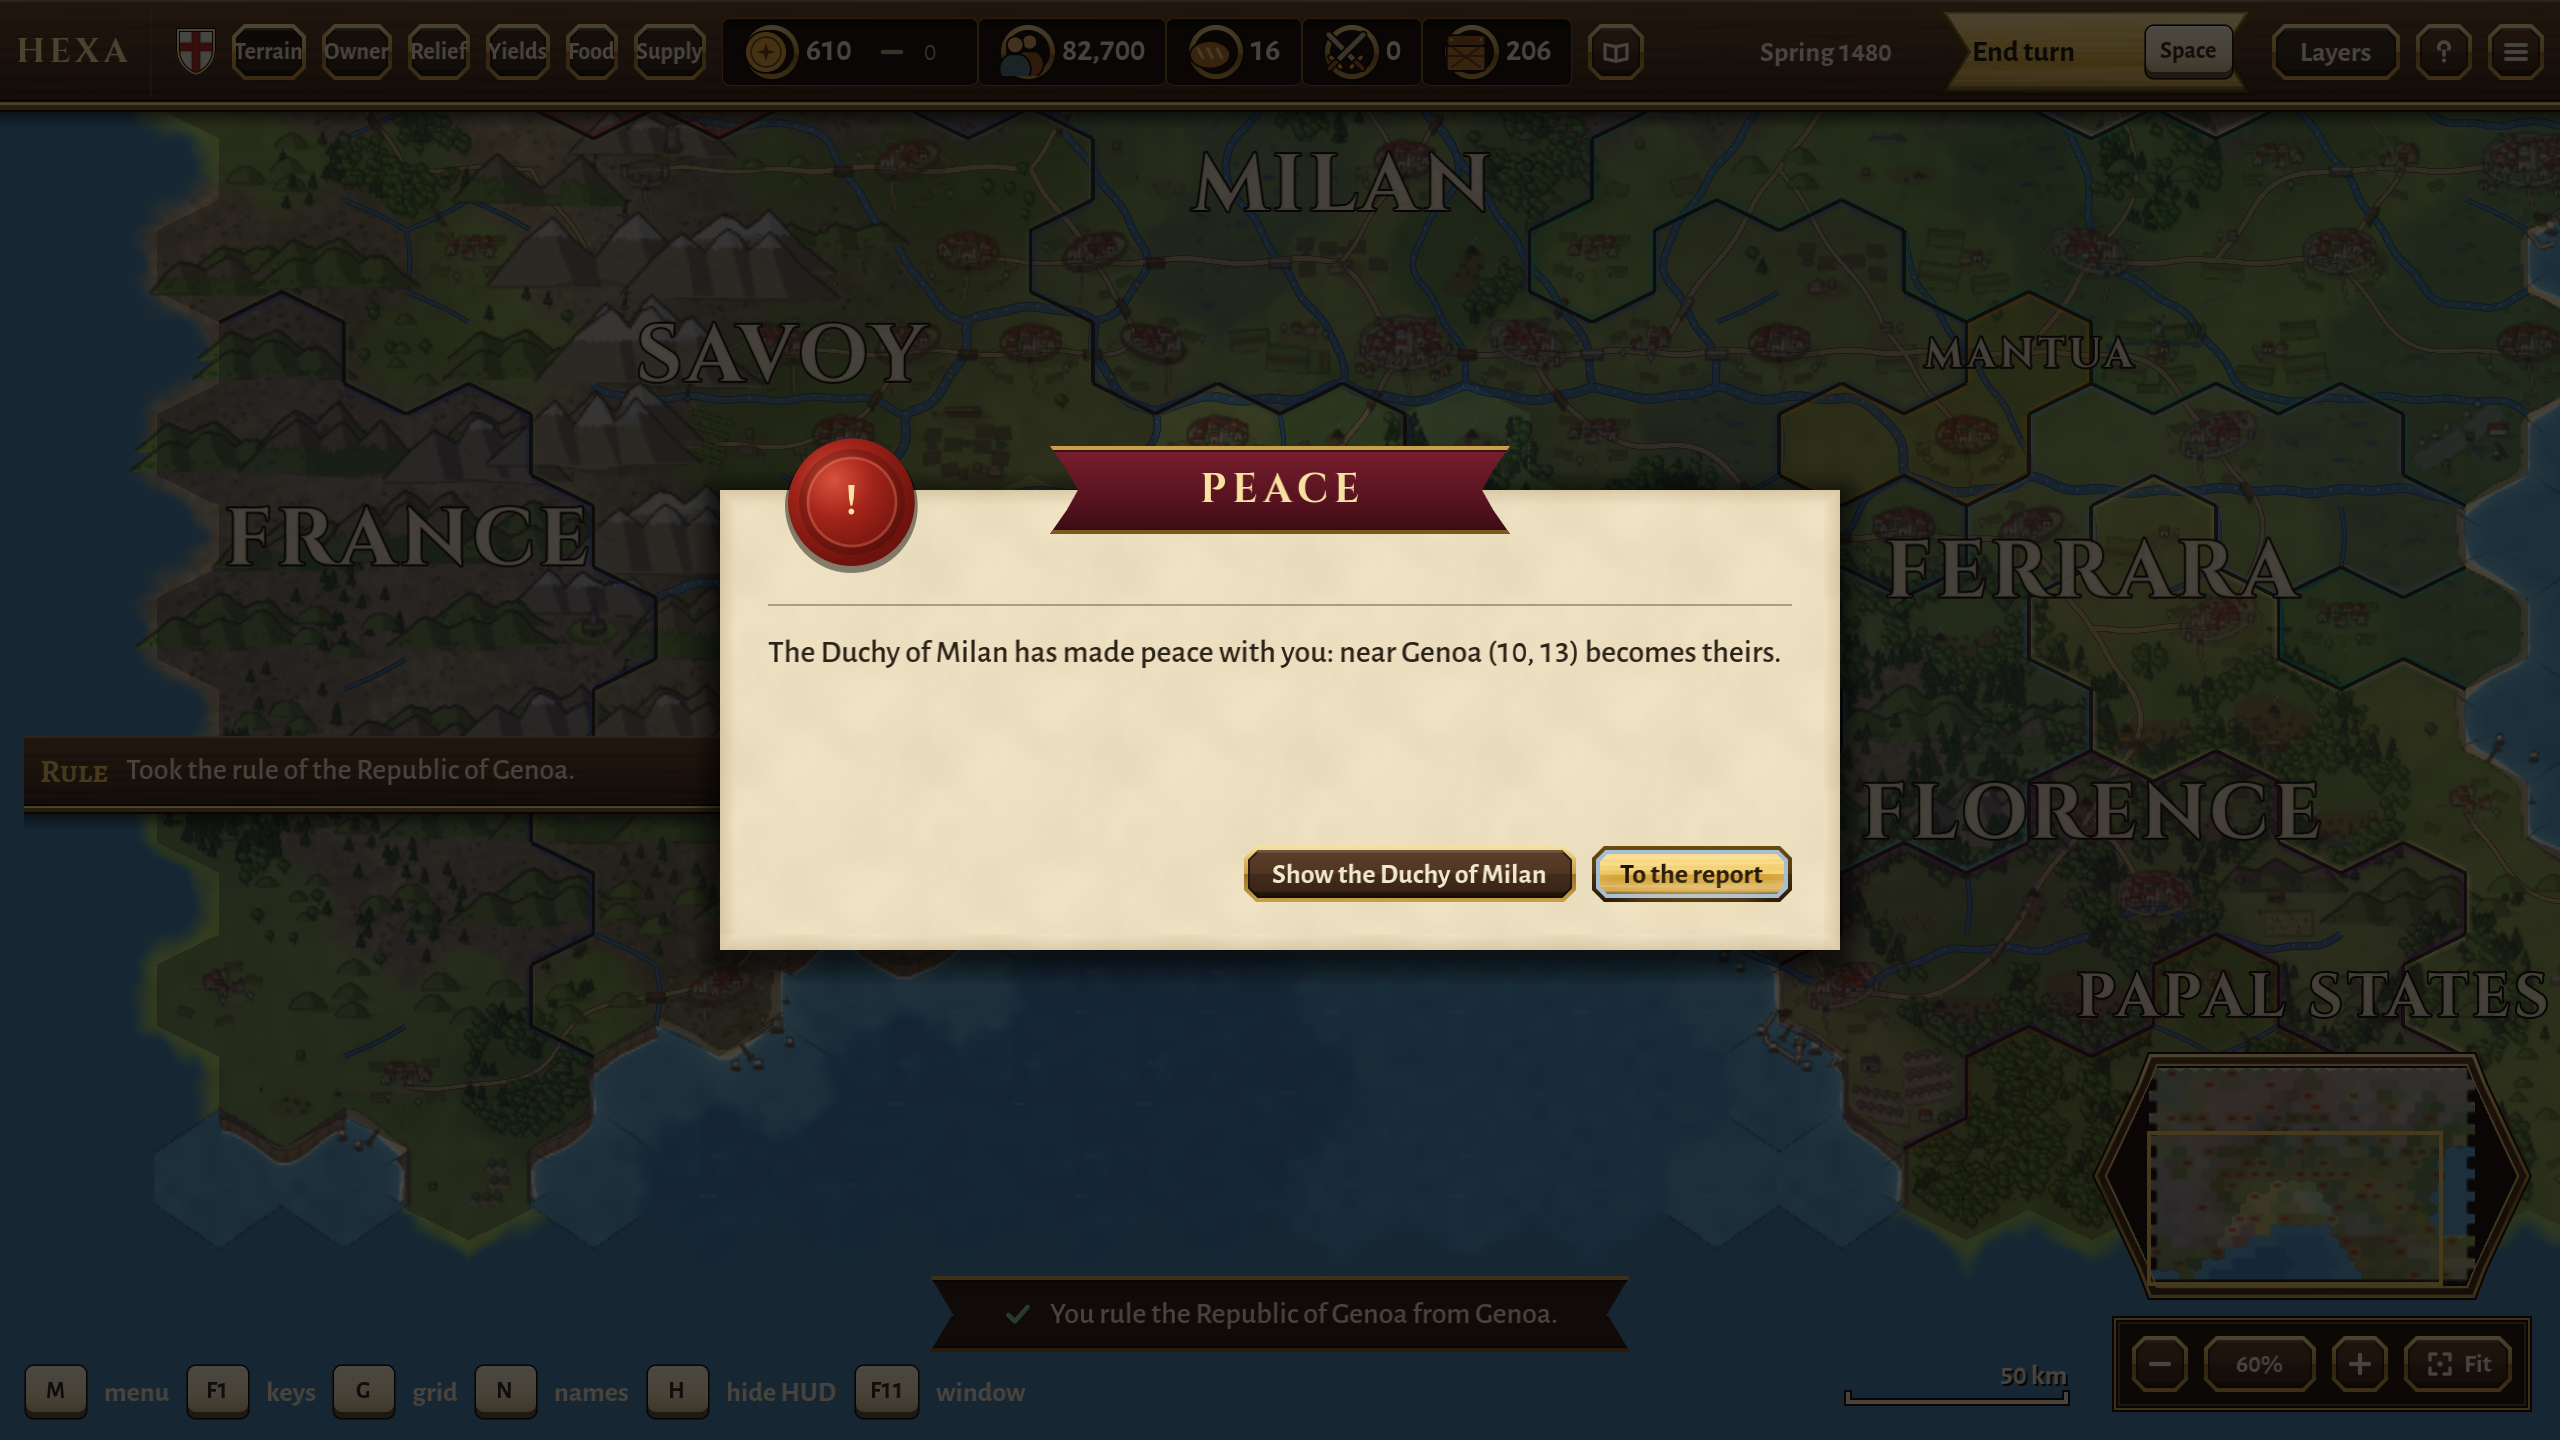 HEXA
Terrain
Owner
Relief
Yields
Food
Supply
610 — 0
82,700
16
0
206
Spring 1480
End turn
Space
Layers
?
MILAN
SAVOY
MANTUA
FRANCE
FERRARA
FLORENCE
PAPAL STATES
PEACE
!
The Duchy of Milan has made peace with you: near Genoa (10, 13) becomes theirs.
Show the Duchy of Milan
To the report
RULE Took the rule of the Republic of Genoa.
You rule the Republic of Genoa from Genoa.
M menu F1 keys G grid N names H hide HUD F11 window
50 km
60%
Fit